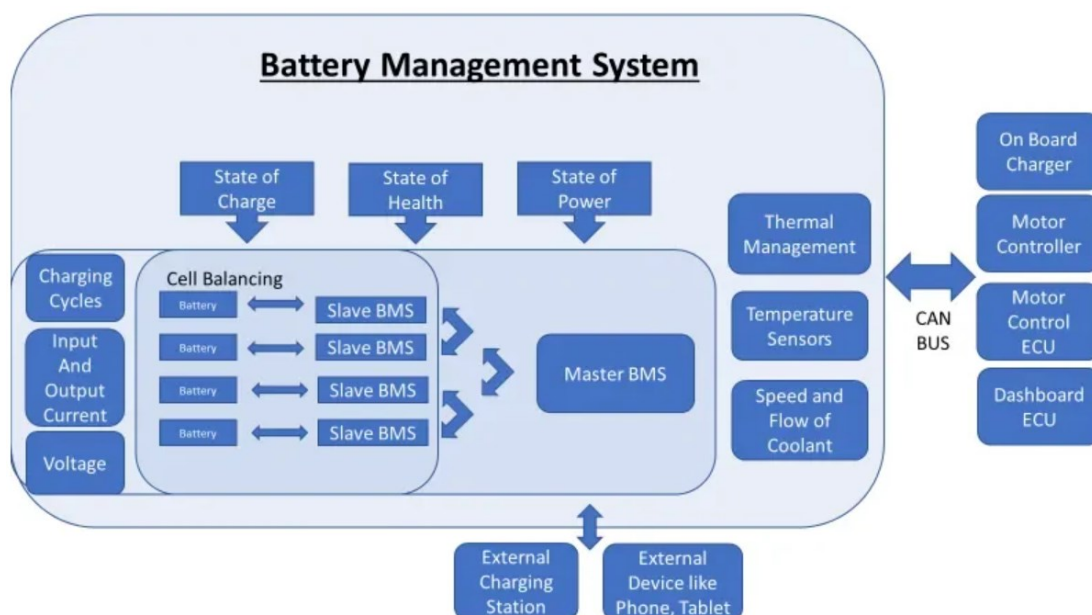 Battery Management System
State of
Charge
State of
Health
State of
Power
Charging
Cycles
Input
And
Output
Current
Voltage
Cell Balancing
Battery
Slave BMS
Battery
Slave BMS
Battery
Slave BMS
Battery
Slave BMS
Master BMS
Thermal
Management
Temperature
Sensors
Speed and
Flow of
Coolant
CAN
BUS
On Board
Charger
Motor
Controller
Motor
Control
ECU
Dashboard
ECU
External
Charging
Station
External
Device like
Phone, Tablet